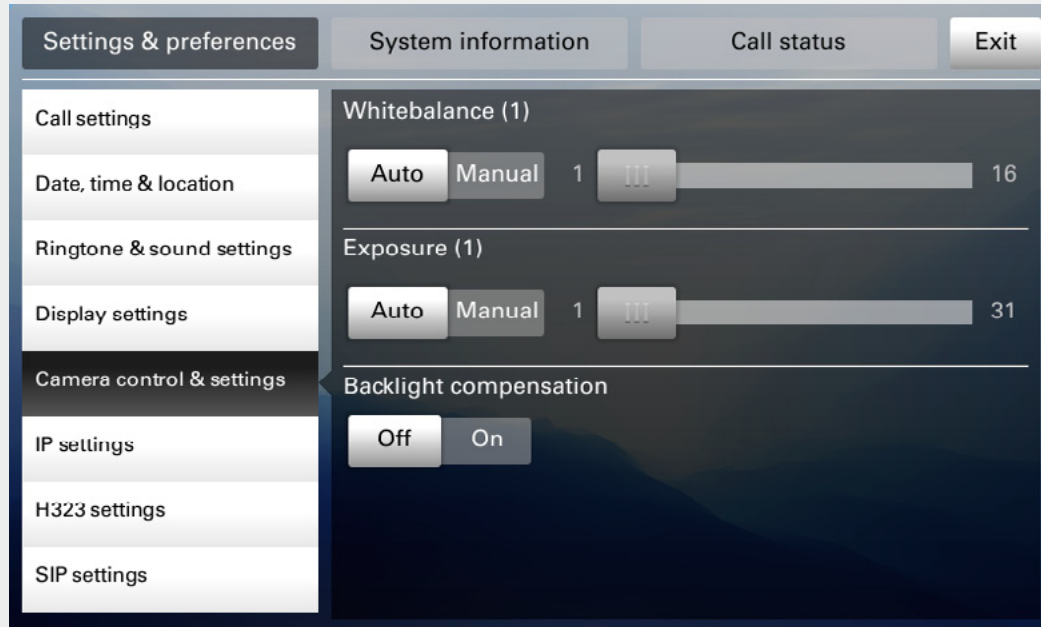 Settings & preferences
System information
Call status
Exit
Call settings
Date, time & location
Ringtone & sound settings
Display settings
Camera control & settings
IP settings
H323 settings
SIP settings
Whitebalance (1)
Auto Manual 1 16
Exposure (1)
Auto Manual 1 31
Backlight compensation
Off On